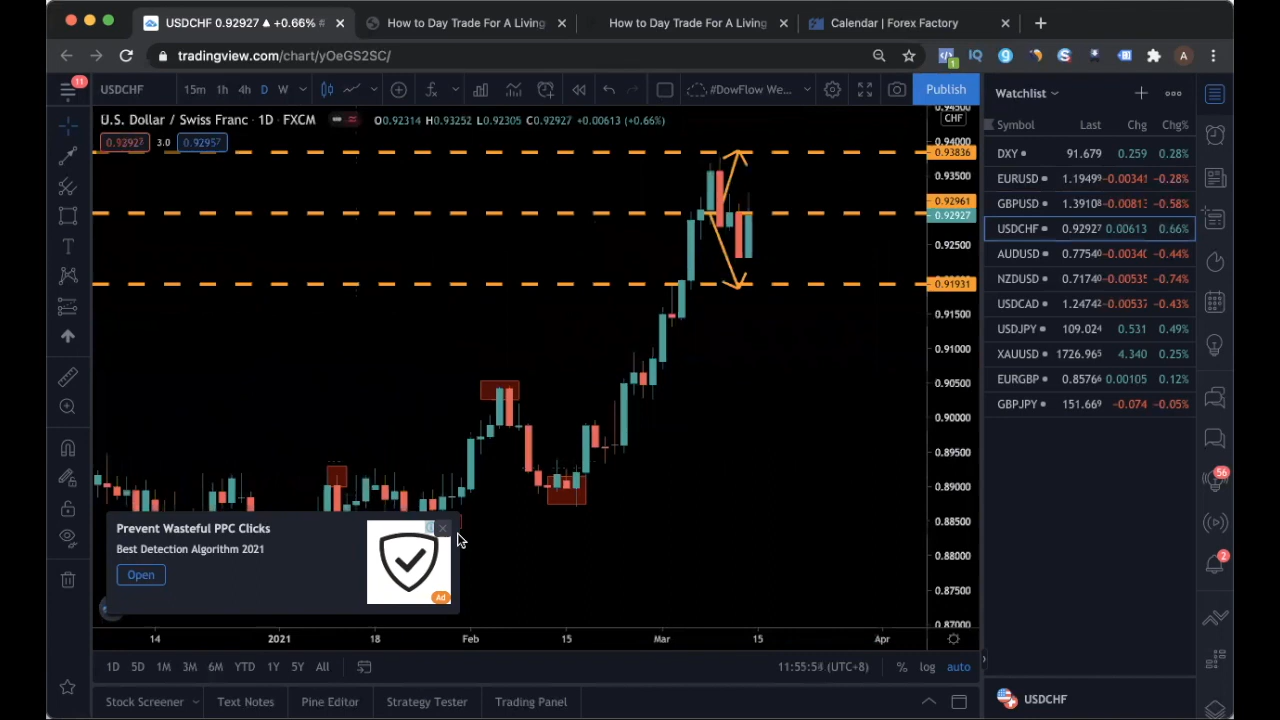 USDCHF 0.92927 ▲ +0.66% #
How to Day Trade For A Living
How to Day Trade For A Living
Calendar | Forex Factory
tradingview.com/chart/yOeGS2SC/
1
A
11
USDCHF
15m 1h 4h D W
#DowFlow We...
Publish
U.S. Dollar / Swiss Franc · 1D · FXCM
O0.92314 H0.93252 L0.92305 C0.92927 +0.00613 (+0.66%)
0.92923 3.0 0.92957
CHF
0.94500
0.94000
0.93836
0.93500
0.92961
0.92927
0.92500
0.91931
0.91500
0.91000
0.90500
0.90000
0.89500
0.89000
0.88500
0.88000
0.87500
0.87000
Watchlist
Symbol Last Chg Chg%
DXY 91.679 0.259 0.28%
EURUSD 1.19499 -0.00341 -0.28%
GBPUSD 1.39108 -0.00813 -0.58%
USDCHF 0.92927 0.00613 0.66%
AUDUSD 0.77540 -0.00340 -0.44%
NZDUSD 0.71740 -0.00535 -0.74%
USDCAD 1.24742 -0.00537 -0.43%
USDJPY 109.024 0.531 0.49%
XAUUSD 1726.965 4.340 0.25%
EURGBP 0.85766 0.00105 0.12%
GBPJPY 151.669 -0.074 -0.05%
56
2
Prevent Wasteful PPC Clicks
Best Detection Algorithm 2021
Open
Ad
14 2021 18 Feb 15 Mar 15 Apr
1D 5D 1M 3M 6M YTD 1Y 5Y All
11:55:54 (UTC+8) % log auto
Stock Screener Text Notes Pine Editor Strategy Tester Trading Panel
USDCHF